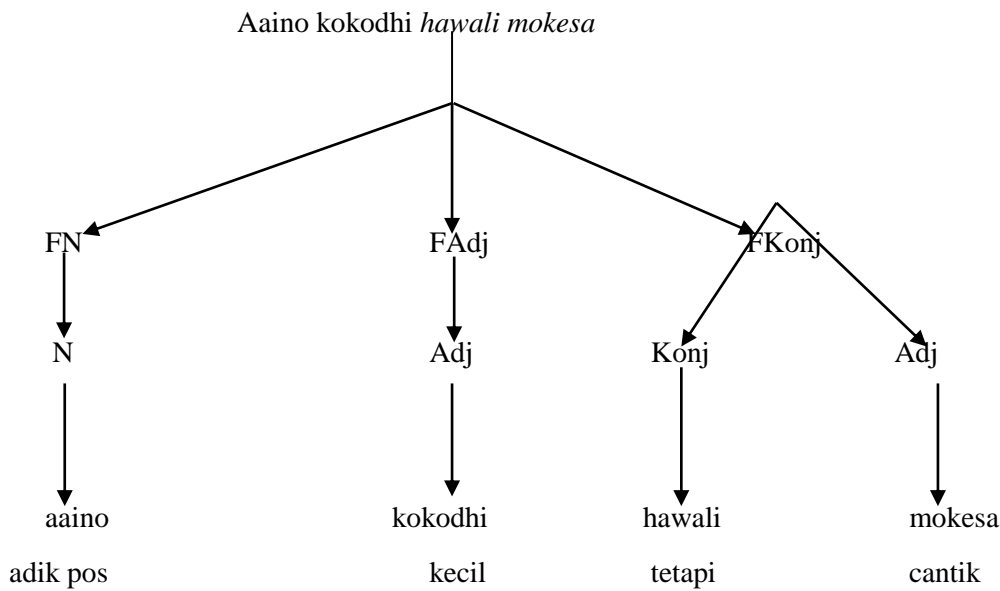 Aaino kokodhi hawali mokesa
FN FAdj FKonj
N Adj Konj Adj
aaino kokodhi hawali mokesa
adik pos kecil tetapi cantik